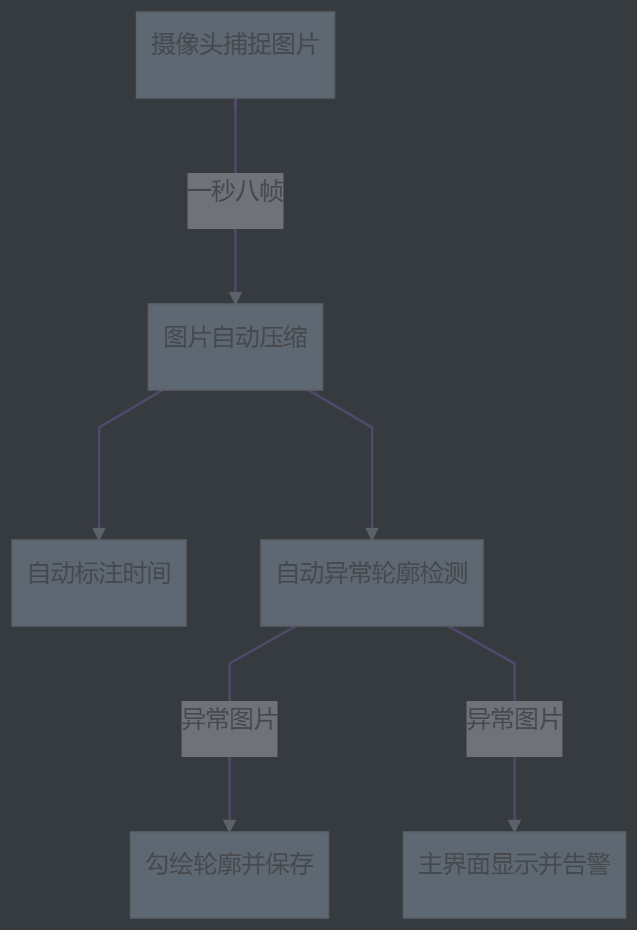 摄像头捕捉图片
一秒八帧
图片自动压缩
自动标注时间
自动异常轮廓检测
异常图片
异常图片
勾绘轮廓并保存
主界面显示并告警